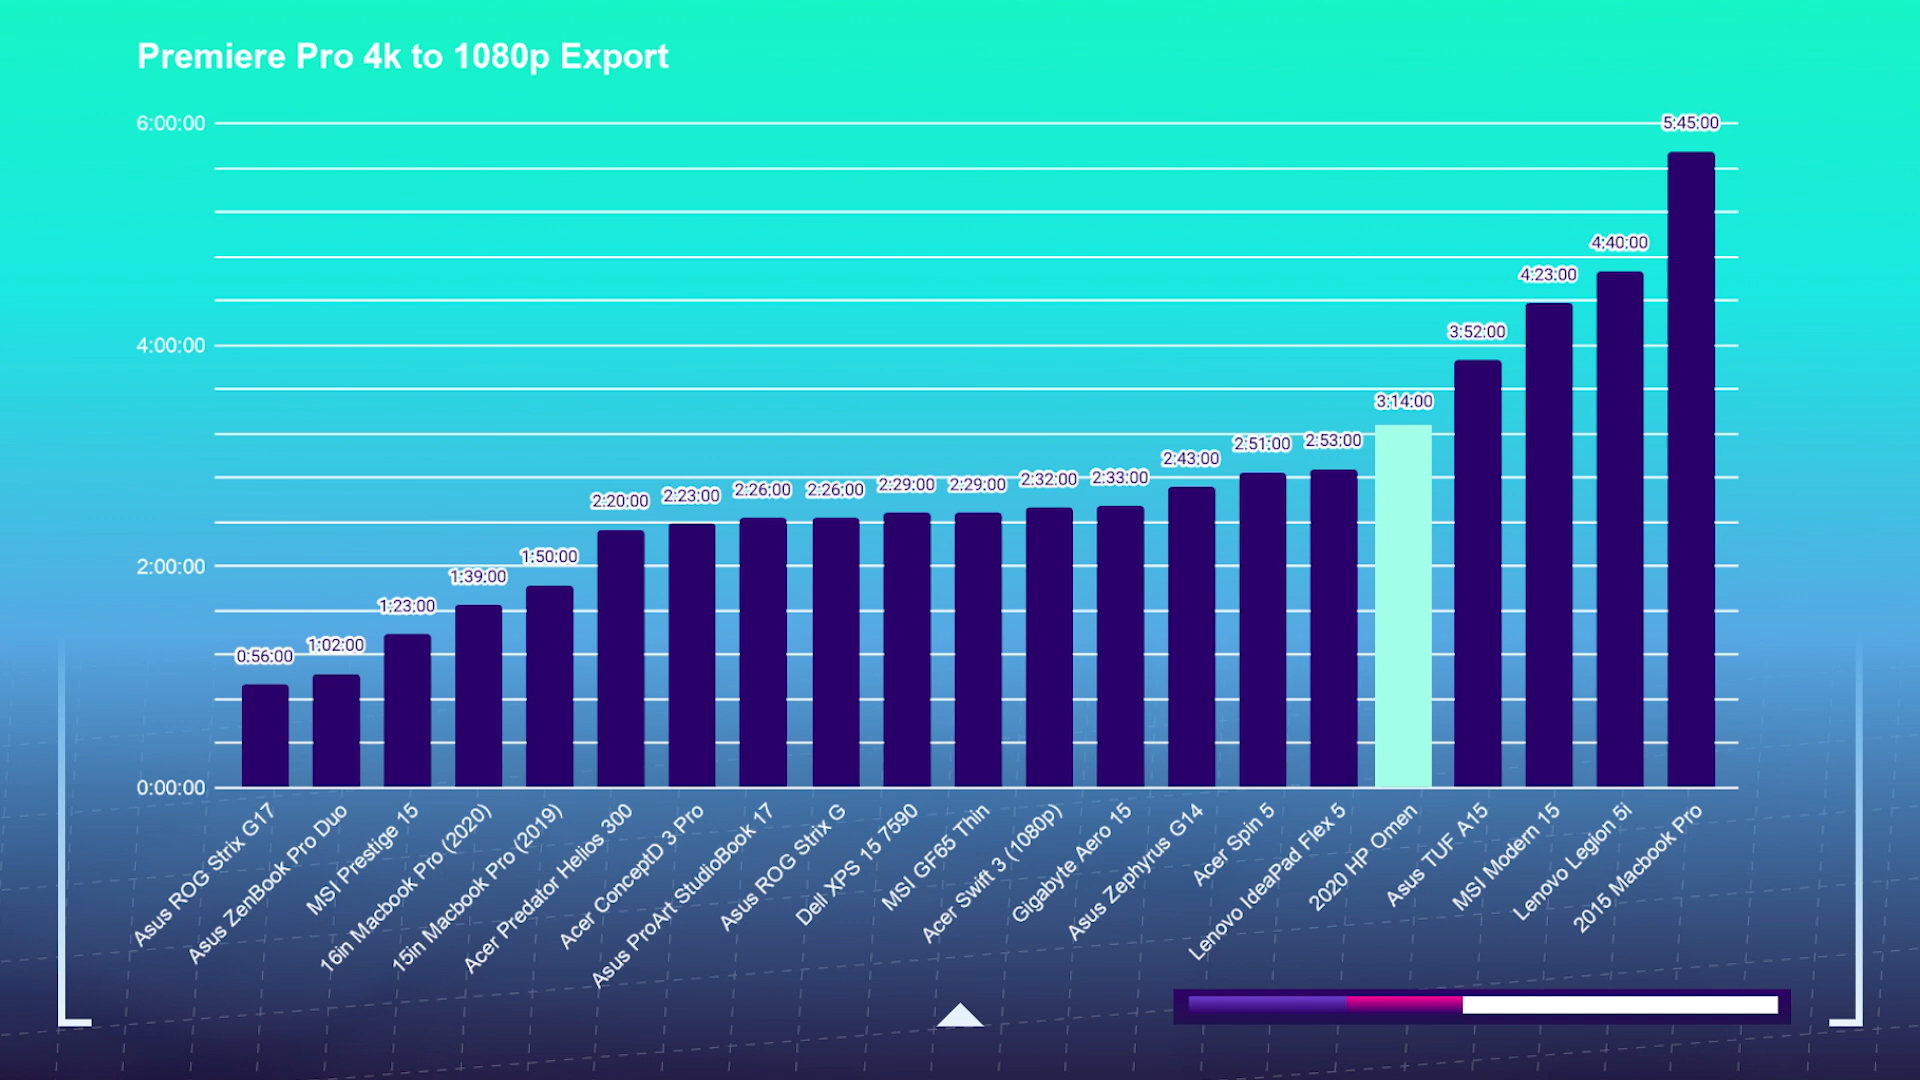 Premiere Pro 4k to 1080p Export
6:00:00
4:00:00
2:00:00
0:00:00
0:56:00
1:02:00
1:23:00
1:39:00
1:50:00
2:20:00
2:23:00
2:26:00
2:26:00
2:29:00
2:29:00
2:32:00
2:33:00
2:43:00
2:51:00
2:53:00
3:14:00
3:52:00
4:23:00
4:40:00
5:45:00
Asus ROG Strix G17
Asus ZenBook Pro Duo
MSI Prestige 15
16in Macbook Pro (2020)
15in Macbook Pro (2019)
Acer Predator Helios 300
Acer ConceptD 3 Pro
Asus ProArt StudioBook 17
Asus ROG Strix G
Dell XPS 15 7590
MSI GF65 Thin
Acer Swift 3 (1080p)
Gigabyte Aero 15
Asus Zephyrus G14
Acer Spin 5
Lenovo IdeaPad Flex 5
2020 HP Omen
Asus TUF A15
MSI Modern 15
Lenovo Legion 5i
2015 Macbook Pro